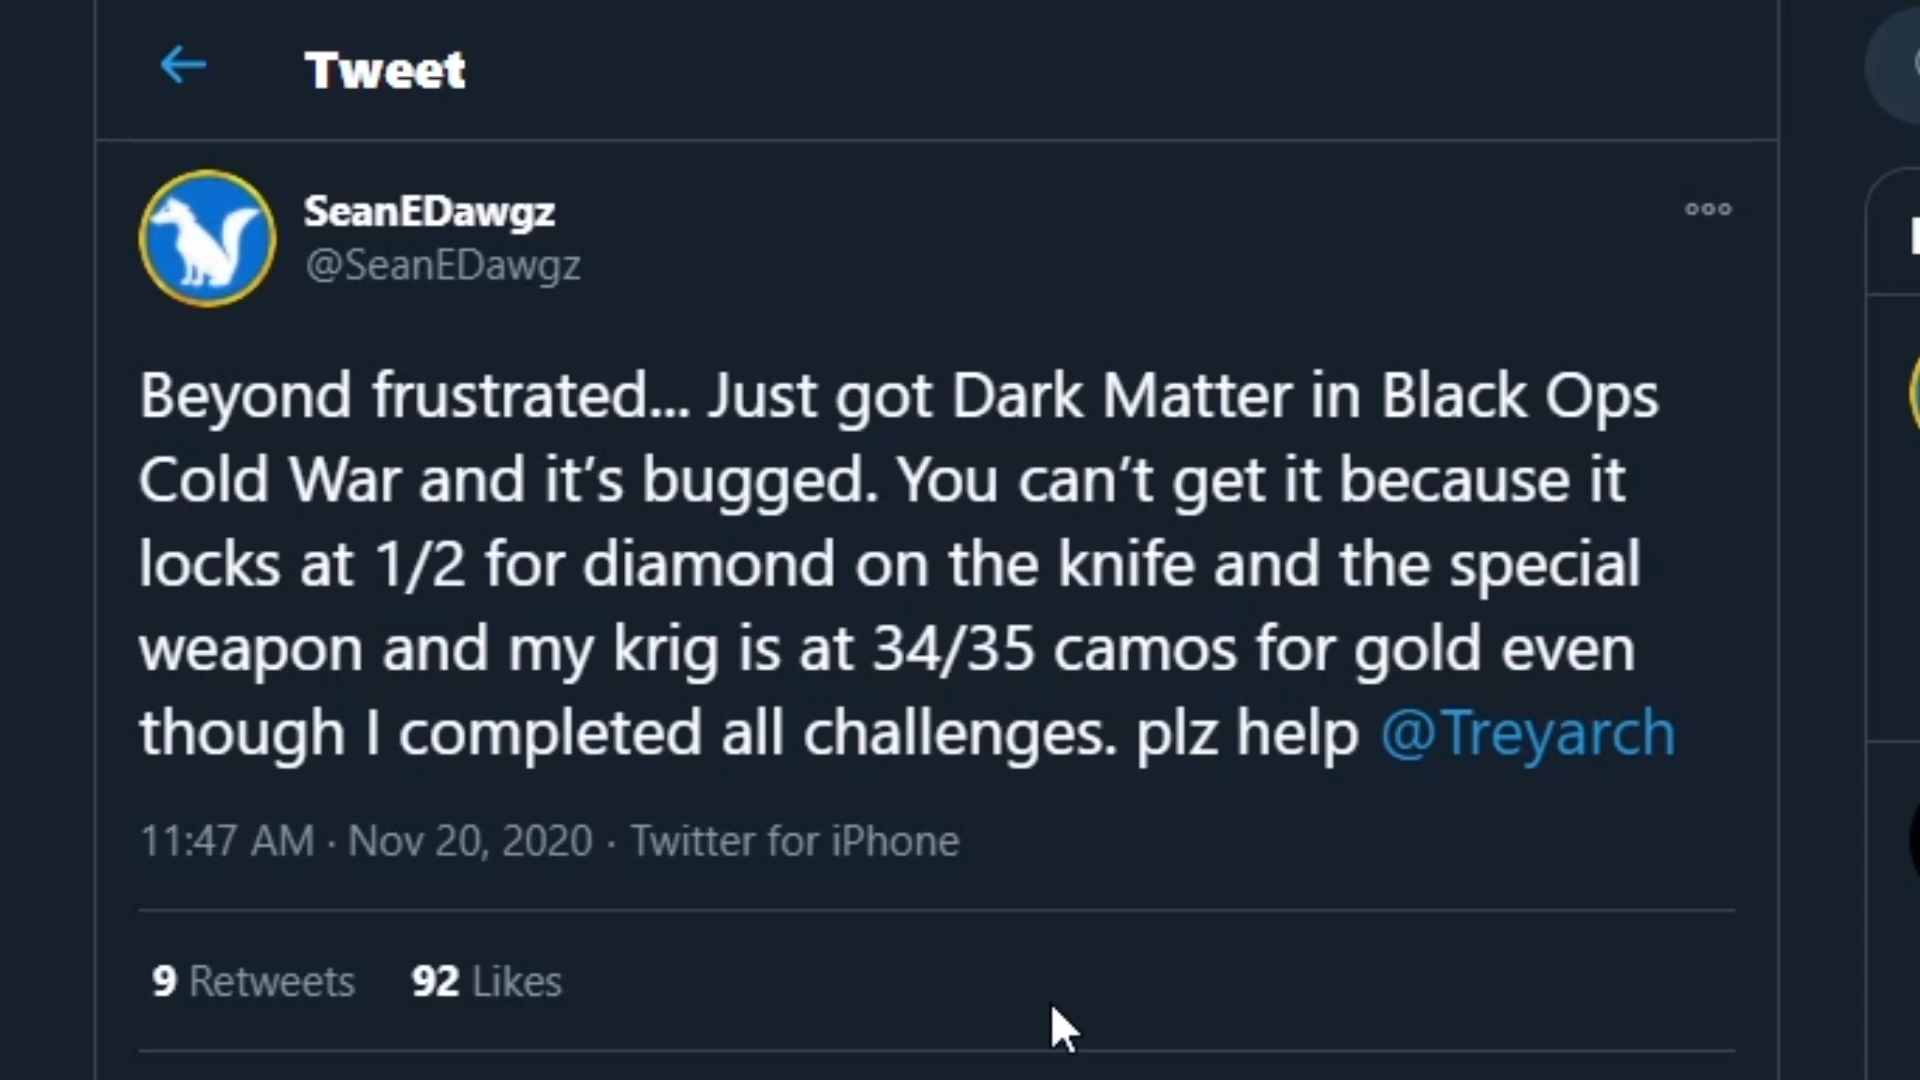 Tweet
SeanEDawgz
@SeanEDawgz
Beyond frustrated... Just got Dark Matter in Black Ops
Cold War and it’s bugged. You can’t get it because it
locks at 1/2 for diamond on the knife and the special
weapon and my krig is at 34/35 camos for gold even
though I completed all challenges. plz help @Treyarch
11:47 AM · Nov 20, 2020 · Twitter for iPhone
9 Retweets 92 Likes